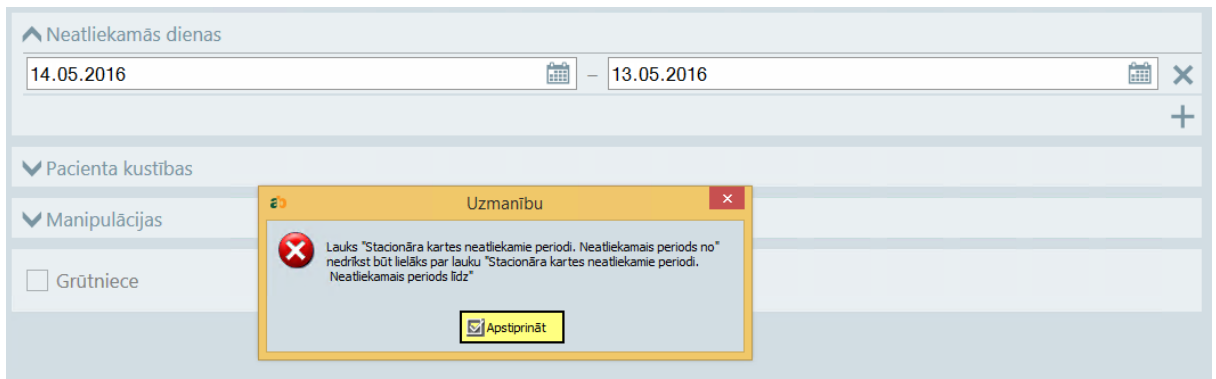 Neatliekamās dienas
14.05.2016 – 13.05.2016
Pacienta kustības
Uzmanību
Manipulācijas
Lauks "Stacionāra kartes neatliekamie periodi. Neatliekamais periods no"
nedrīkst būt lielāks par lauku "Stacionāra kartes neatliekamie periodi.
Neatliekamais periods līdz"
Grūtniece
Apstiprināt